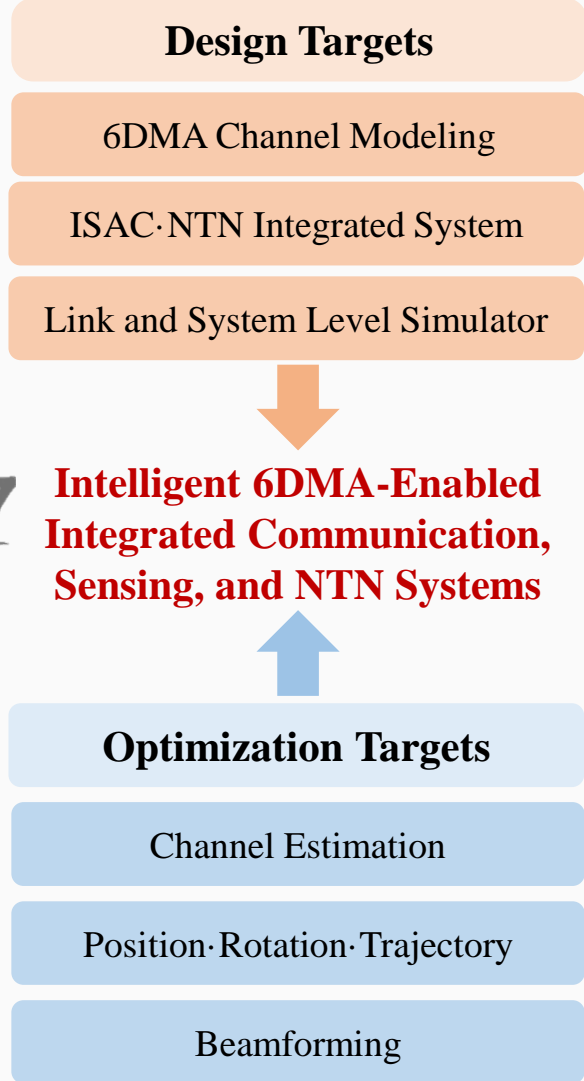 Design Targets
6DMA Channel Modeling
ISAC·NTN Integrated System
Link and System Level Simulator
Intelligent 6DMA-Enabled
Integrated Communication,
Sensing, and NTN Systems
Optimization Targets
Channel Estimation
Position·Rotation·Trajectory
Beamforming